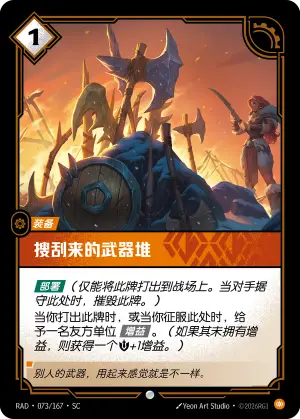 1
装备
搜刮来的武器堆
部署（仅能将此牌打出到战场上。当对手据
守此处时，摧毁此牌。）
当你打出此牌时，或当你征服此处时，给
予一名友方单位 增益 。（如果其未拥有增
益，则获得一个+1增益。）
别人的武器，用起来感觉就是不一样。
RAD • 073/167 • SC
Yeon Art Studio • ©2026RG1